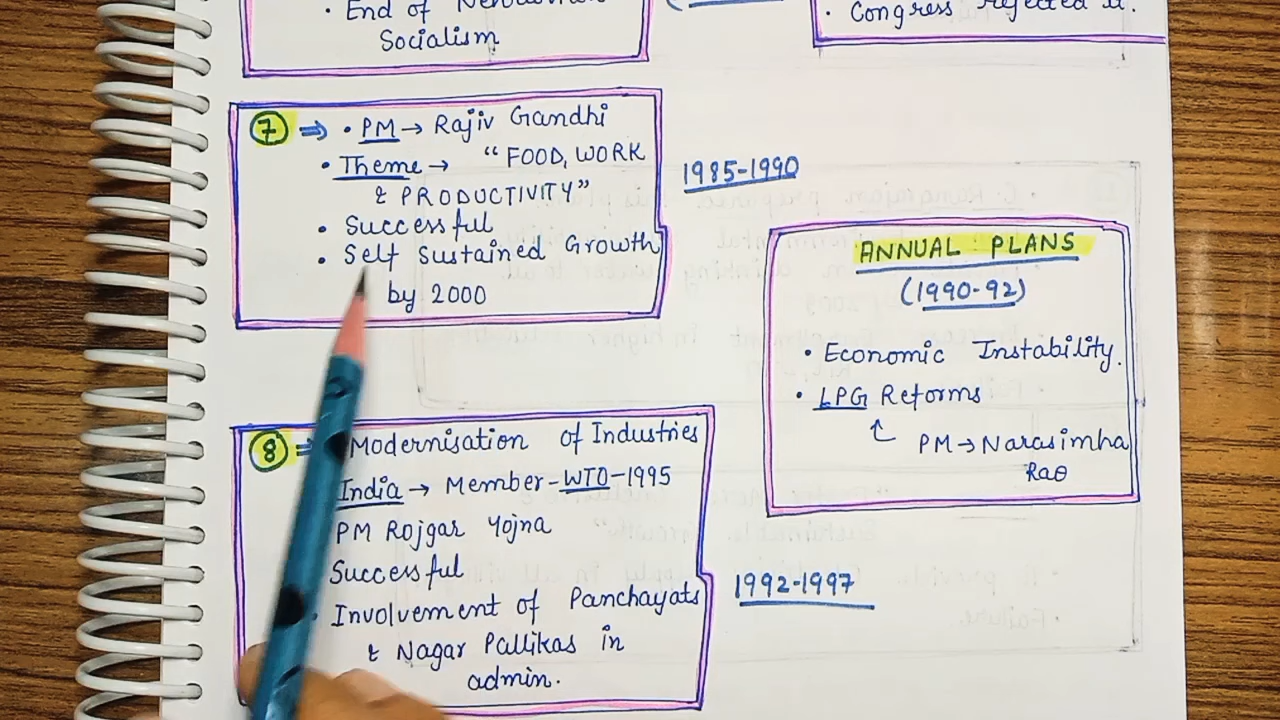 • End of
Socialism
• Congress rejected it.
7 ⇒ • PM → Rajiv Gandhi
• Theme → "FOOD, WORK
& PRODUCTIVITY"
• Successful
• Self Sustained Growth
by 2000
1985-1990
ANNUAL PLANS
(1990-92)
• Economic Instability.
• LPG Reforms
PM → Narasimha
Rao
8 ⇒ Modernisation of Industries
India → Member - WTO - 1995
PM Rojgar Yojna
Successful
• Involvement of Panchayats
& Nagar Pallikas in
admin.
1992-1997